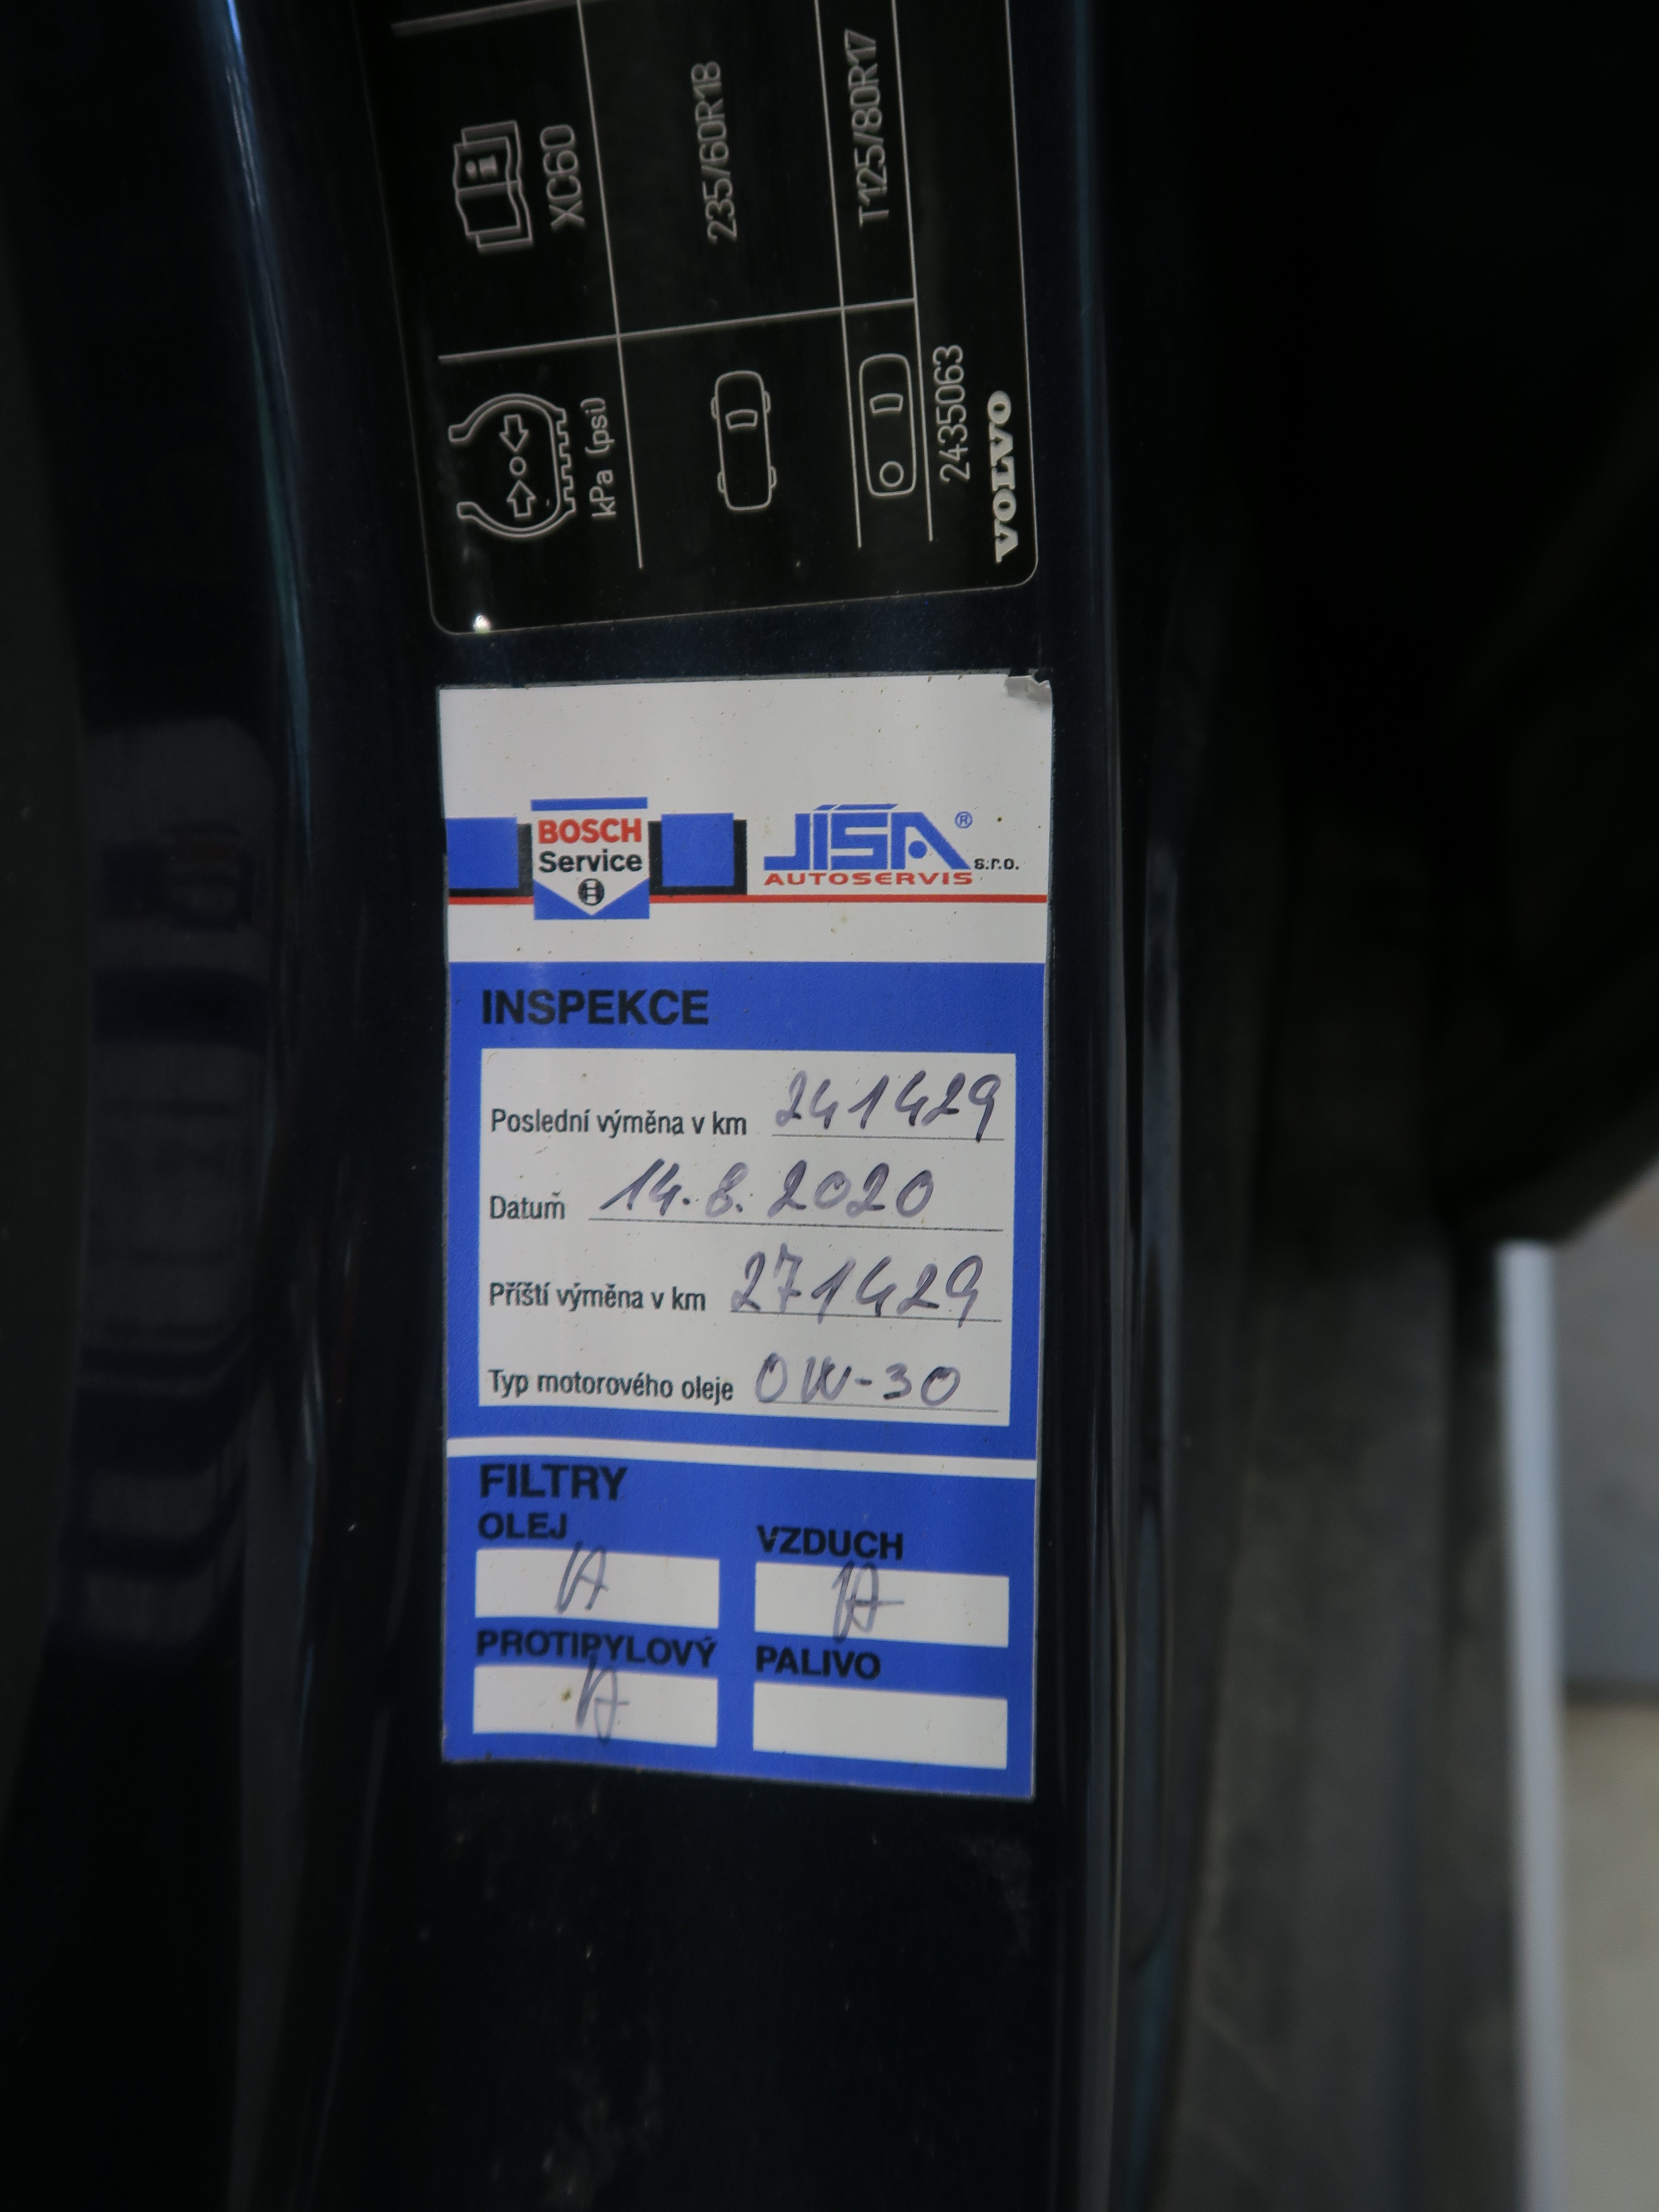 XC60
235/60R18
T125/80R17
kPa (psi)
2435063
VOLVO
BOSCH
Service
JISA®
s.r.o.
AUTOSERVIS
INSPEKCE
Poslední výměna v km 241429
Datum 14.8.2020
Příští výměna v km 271429
Typ motorového oleje 0W-30
FILTRY
OLEJ
VZDUCH
PROTIPYLOVÝ
PALIVO